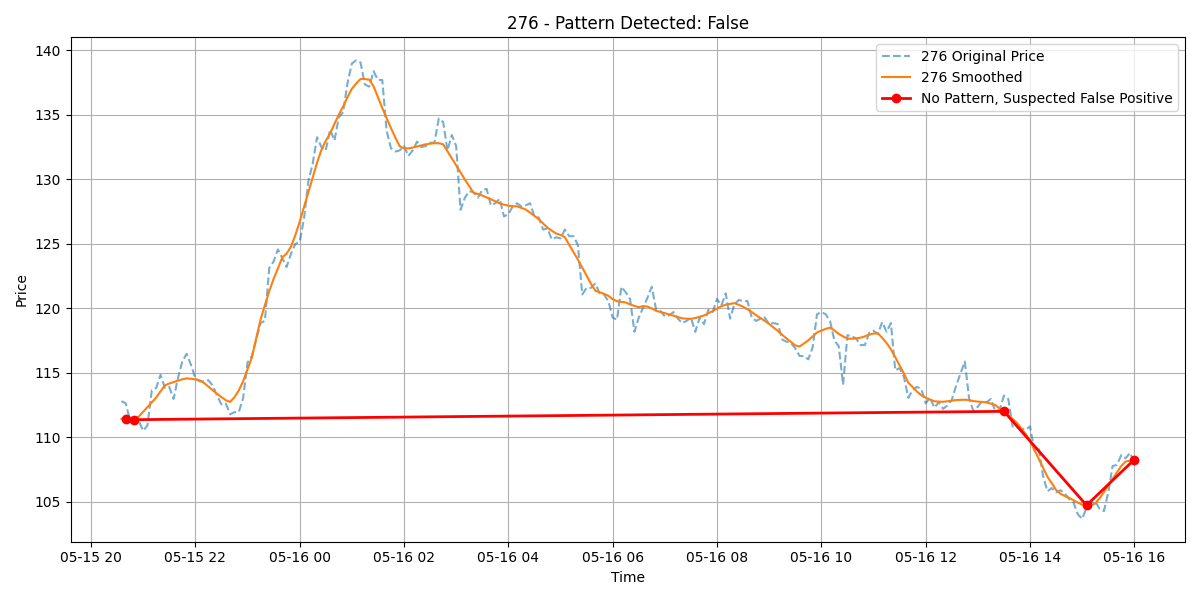 276 - Pattern Detected: False
276 Original Price
276 Smoothed
No Pattern, Suspected False Positive
Price
140
135
130
125
120
115
110
105
05-15 20 05-15 22 05-16 00 05-16 02 05-16 04 05-16 06 05-16 08 05-16 10 05-16 12 05-16 14 05-16 16
Time